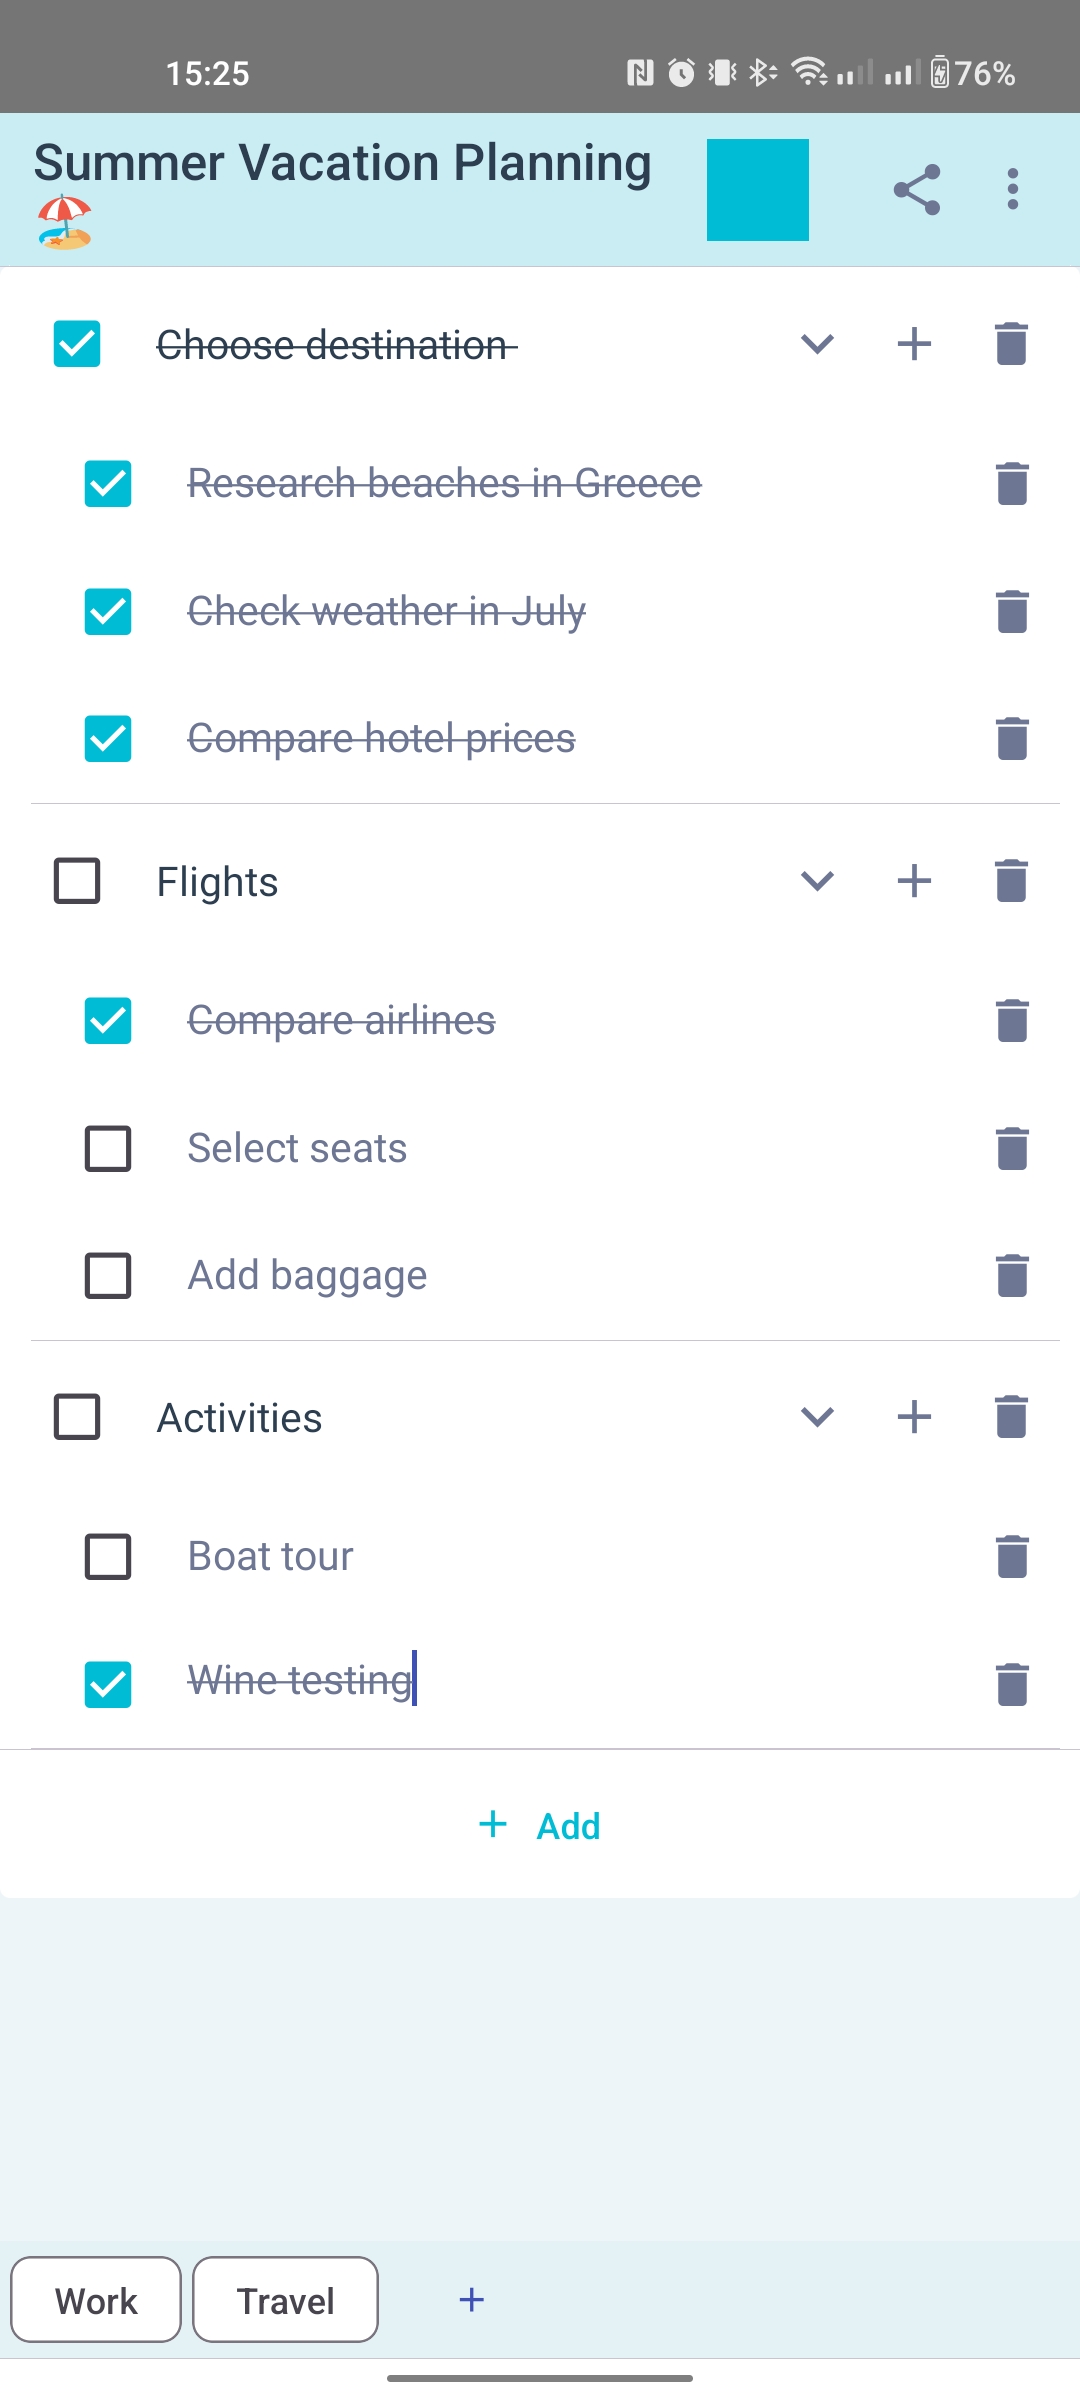 15:25
76%
Summer Vacation Planning
🏖️
Choose destination
Research beaches in Greece
Check weather in July
Compare hotel prices
Flights
Compare airlines
Select seats
Add baggage
Activities
Boat tour
Wine testing
+ Add
Work
Travel
+